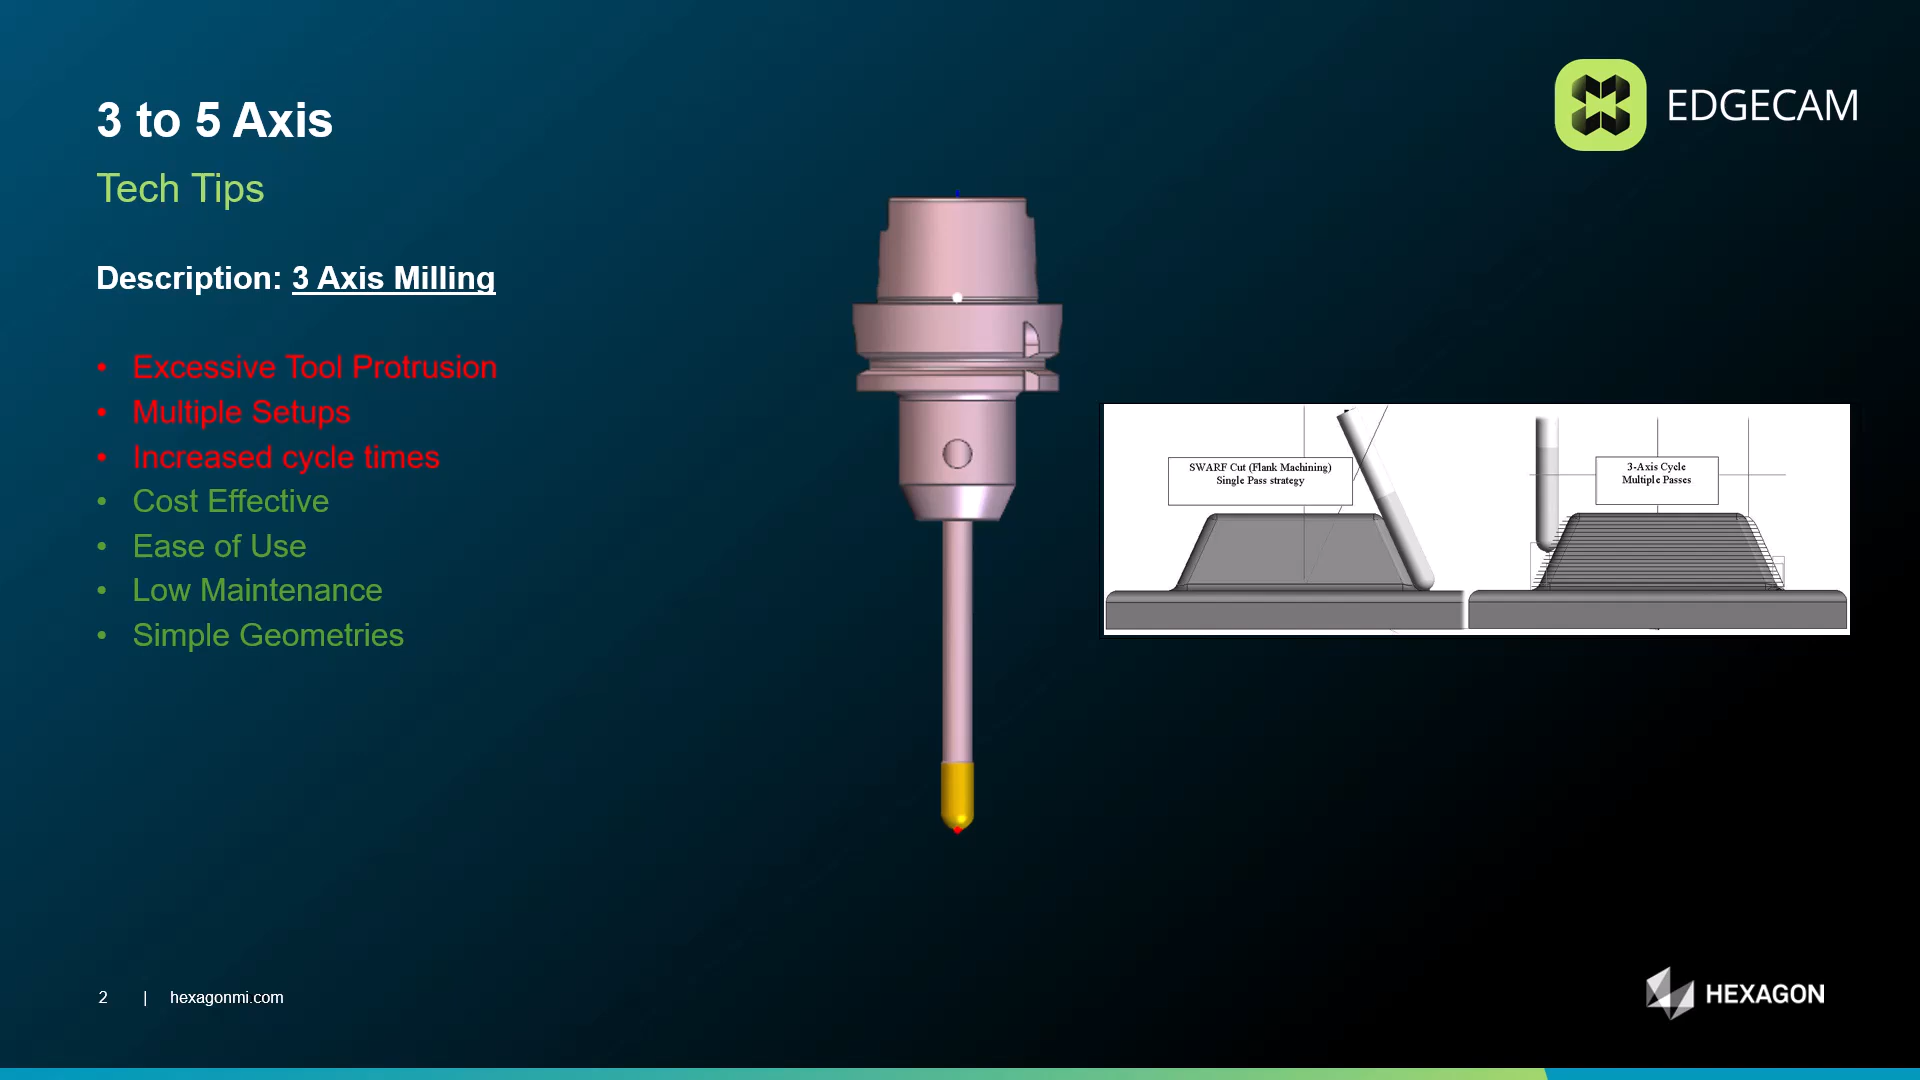 3 to 5 Axis
EDGECAM
Tech Tips
Description: 3 Axis Milling
• Excessive Tool Protrusion
• Multiple Setups
• Increased cycle times
• Cost Effective
• Ease of Use
• Low Maintenance
• Simple Geometries
SWARF Cut (Flank Machining)
Single Pass strategy
3-Axis Cycle
Multiple Passes
2 | hexagonmi.com
HEXAGON